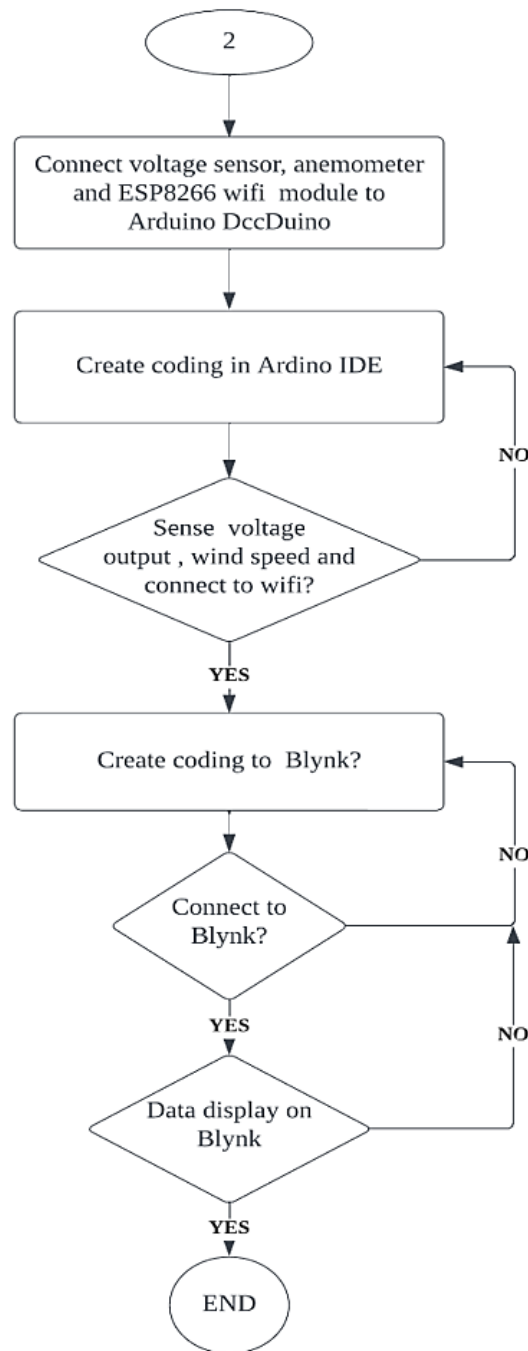 2
Connect voltage sensor, anemometer
and ESP8266 wifi module to
Arduino DccDuino
Create coding in Ardino IDE
NO
Sense voltage
output , wind speed and
connect to wifi?
YES
Create coding to Blynk?
NO
Connect to
Blynk?
YES
NO
Data display on
Blynk
YES
END